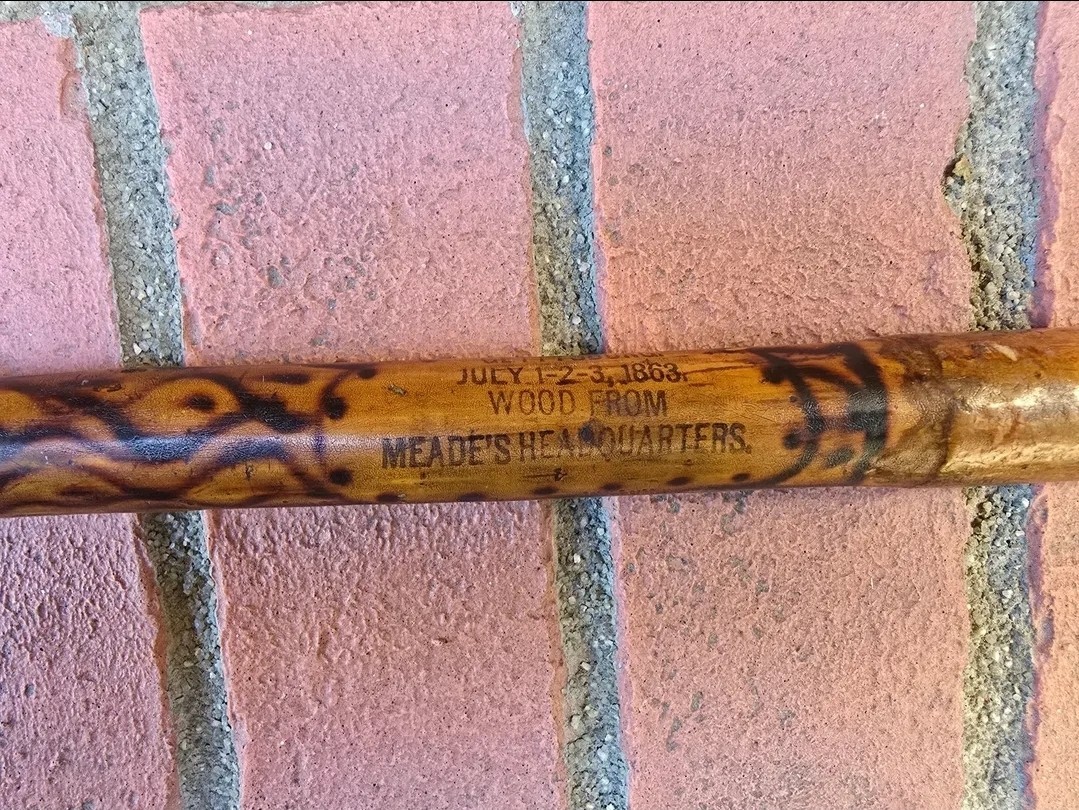 JULY 1-2-3, 1863.
WOOD FROM
MEADE'S HEADQUARTERS.